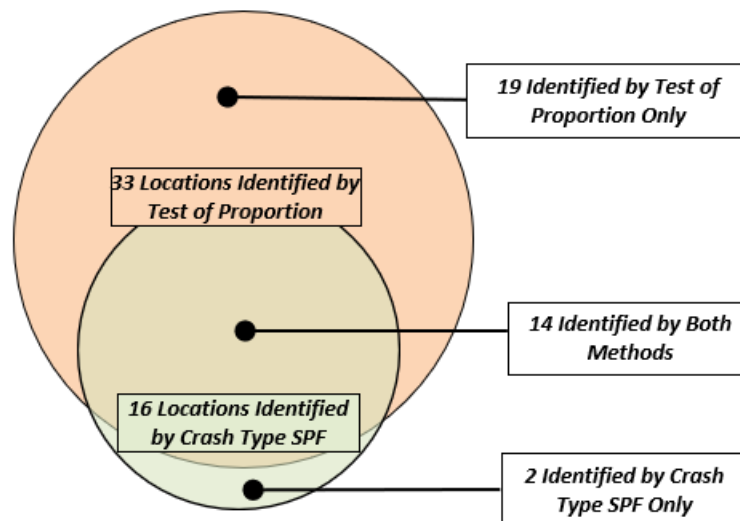 19 Identified by Test of
Proportion Only
33 Locations Identified by
Test of Proportion
14 Identified by Both
Methods
16 Locations Identified
by Crash Type SPF
2 Identified by Crash
Type SPF Only